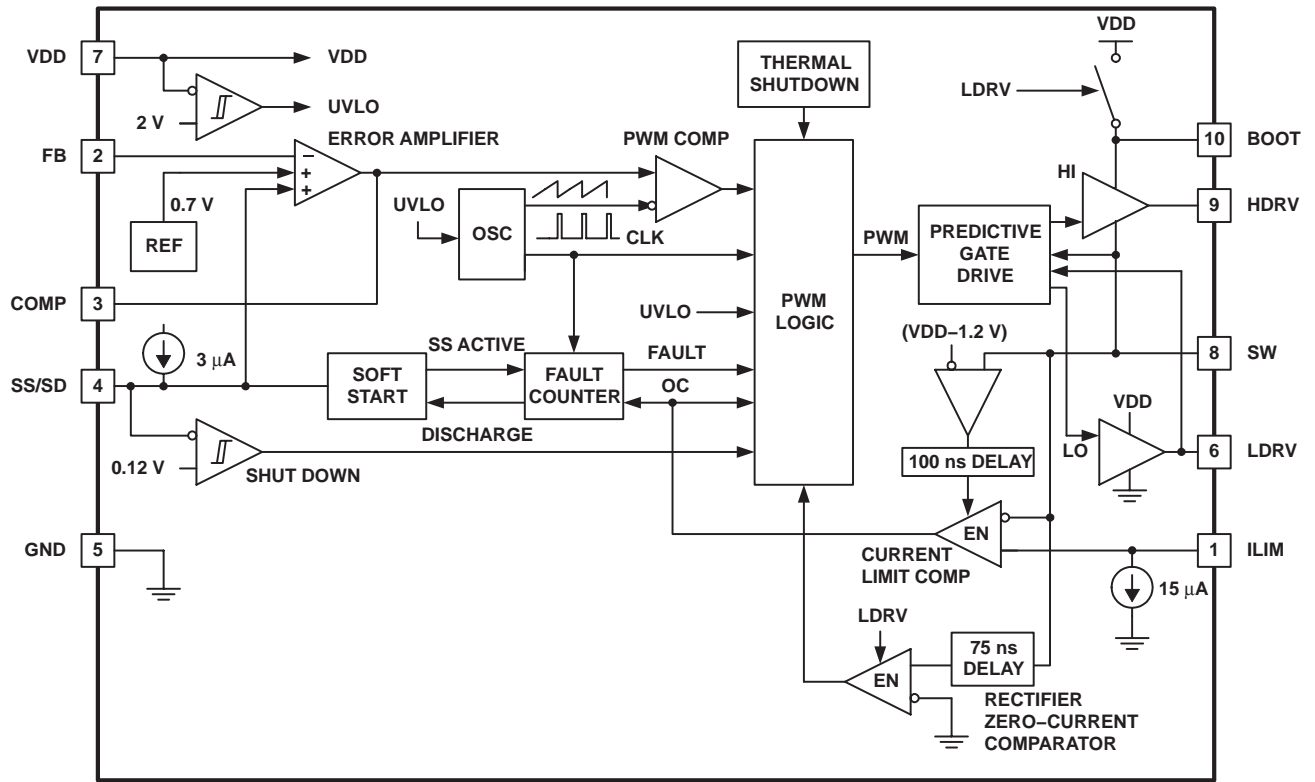 VDD
7
VDD
2 V
UVLO
FB
2
ERROR AMPLIFIER
−
+
+
0.7 V
REF
COMP
3
3 μA
SS/SD
4
0.12 V
SHUT DOWN
GND
5
UVLO
OSC
CLK
PWM COMP
THERMAL
SHUTDOWN
SS ACTIVE
SOFT
START
FAULT
COUNTER
DISCHARGE
FAULT
OC
UVLO
PWM
LOGIC
PWM
PREDICTIVE
GATE
DRIVE
VDD
LDRV
10
BOOT
HI
9
HDRV
(VDD−1.2 V)
8
SW
VDD
LO
6
LDRV
100 ns DELAY
EN
CURRENT
LIMIT COMP
1
ILIM
15 μA
LDRV
EN
75 ns
DELAY
RECTIFIER
ZERO−CURRENT
COMPARATOR